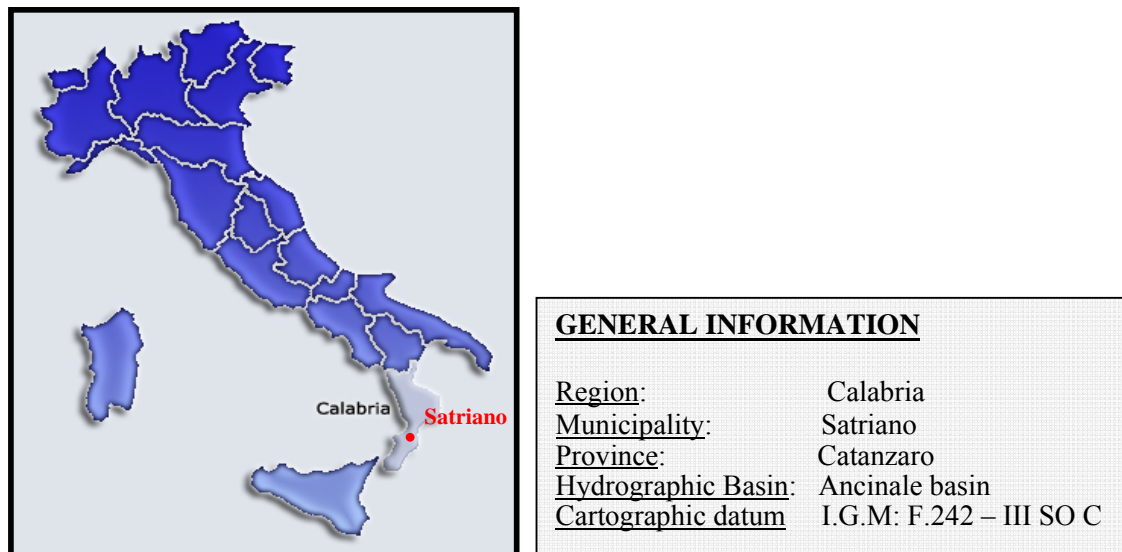 Calabria
Satriano
GENERAL INFORMATION
Region: Calabria
Municipality: Satriano
Province: Catanzaro
Hydrographic Basin: Ancinale basin
Cartographic datum I.G.M: F.242 – III SO C